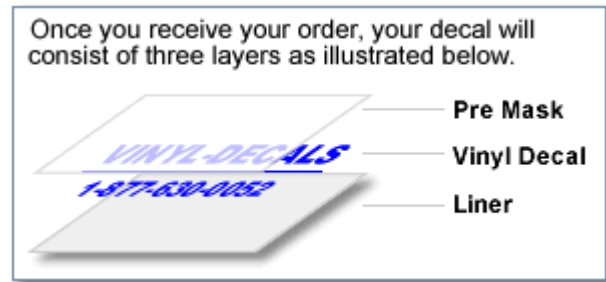 Once you receive your order, your decal will
consist of three layers as illustrated below.
Pre Mask
VINYL-DECALS
Vinyl Decal
1-877-630-0052
Liner